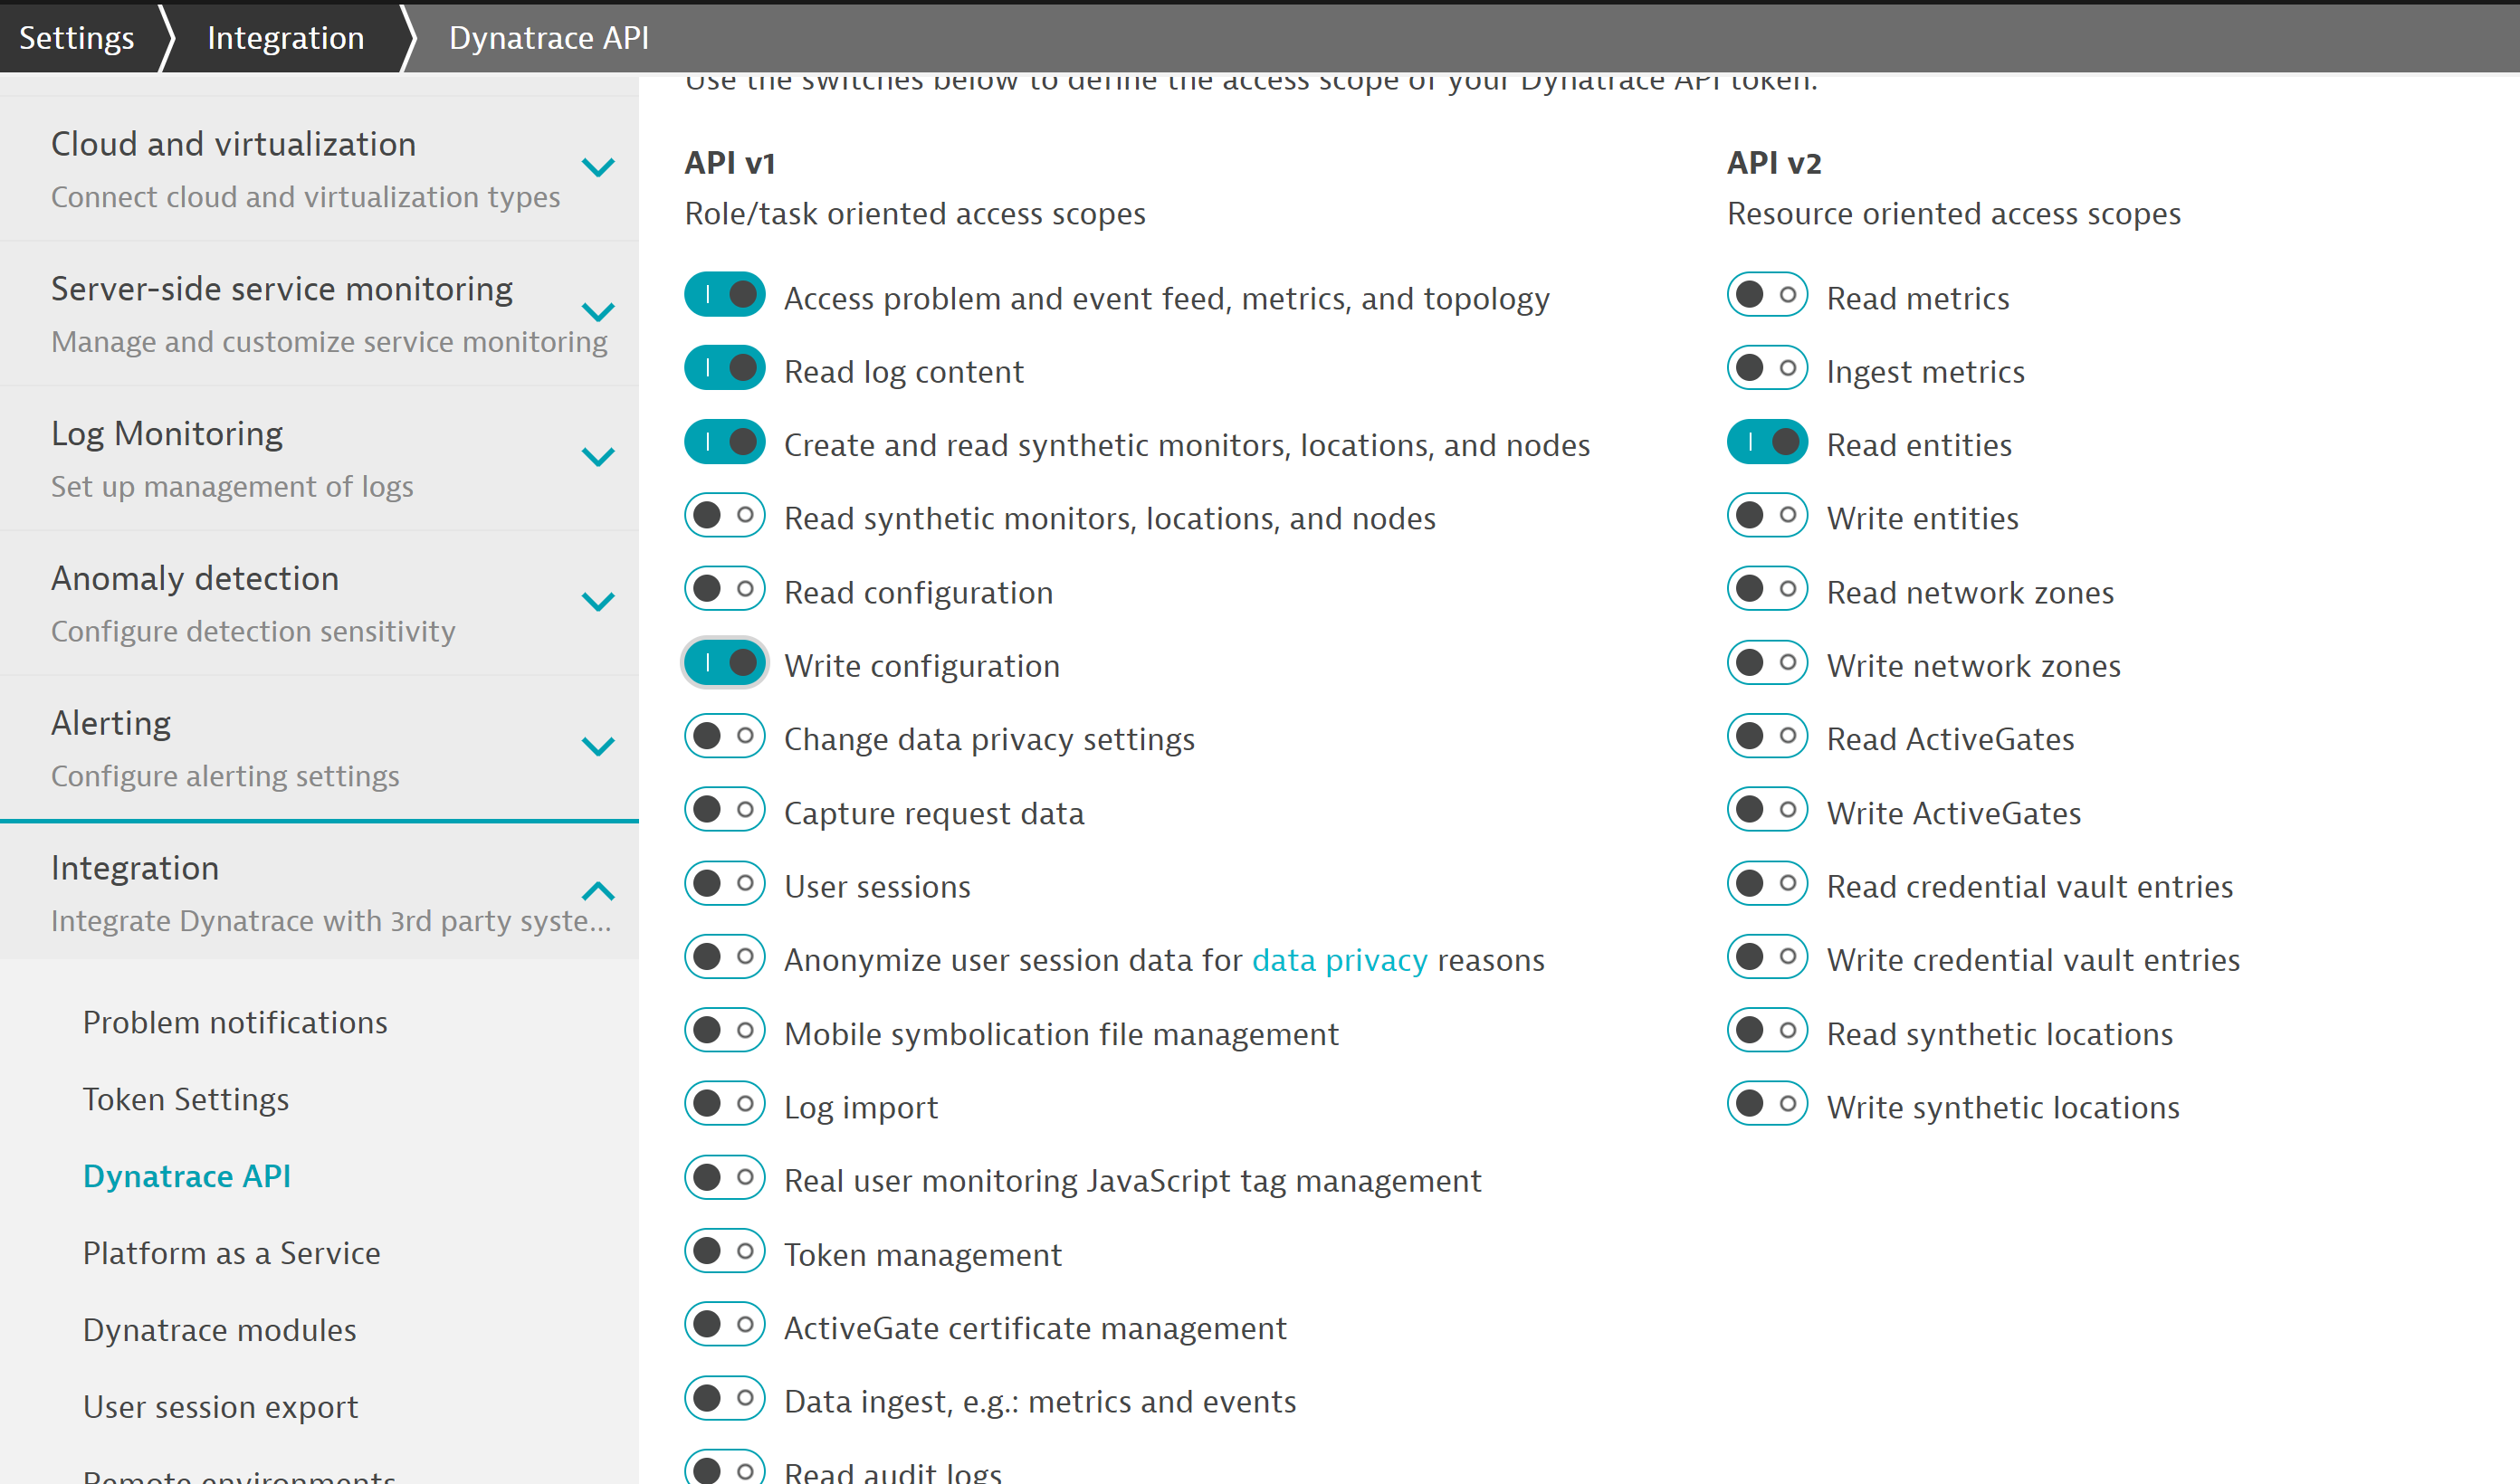 Settings
Integration
Dynatrace API
Cloud and virtualization
Connect cloud and virtualization types
Server-side service monitoring
Manage and customize service monitoring
Log Monitoring
Set up management of logs
Anomaly detection
Configure detection sensitivity
Alerting
Configure alerting settings
Integration
Integrate Dynatrace with 3rd party syste...
Problem notifications
Token Settings
Dynatrace API
Platform as a Service
Dynatrace modules
User session export
Remote environments
Use the switches below to define the access scope of your Dynatrace API token.
API v1
Role/task oriented access scopes
Access problem and event feed, metrics, and topology
Read log content
Create and read synthetic monitors, locations, and nodes
Read synthetic monitors, locations, and nodes
Read configuration
Write configuration
Change data privacy settings
Capture request data
User sessions
Anonymize user session data for data privacy reasons
Mobile symbolication file management
Log import
Real user monitoring JavaScript tag management
Token management
ActiveGate certificate management
Data ingest, e.g.: metrics and events
Read audit logs
API v2
Resource oriented access scopes
Read metrics
Ingest metrics
Read entities
Write entities
Read network zones
Write network zones
Read ActiveGates
Write ActiveGates
Read credential vault entries
Write credential vault entries
Read synthetic locations
Write synthetic locations